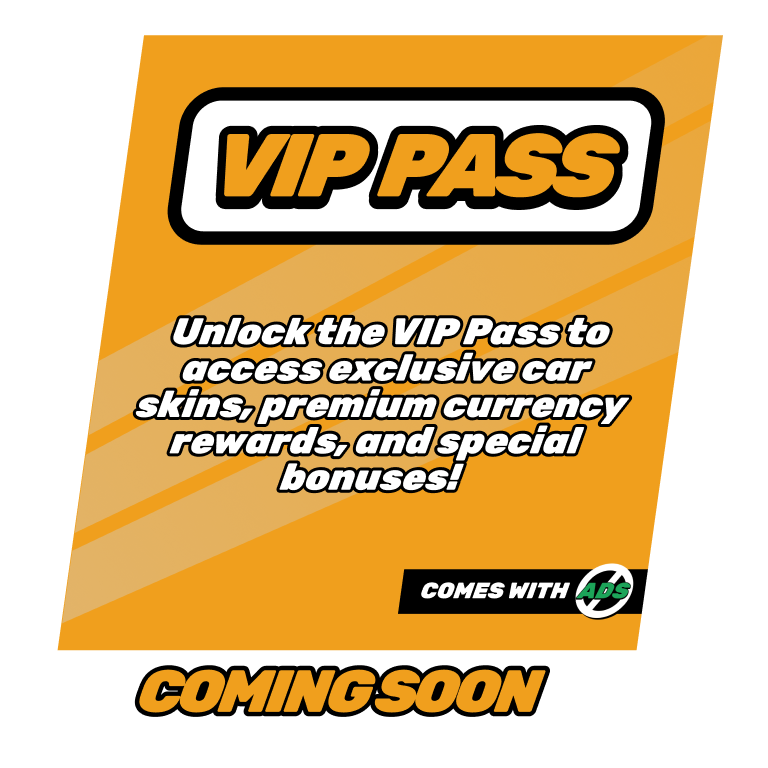 VIP PASS
Unlock the VIP Pass to
access exclusive car
skins, premium currency
rewards, and special
bonuses!
COMES WITH ADS
COMING SOON